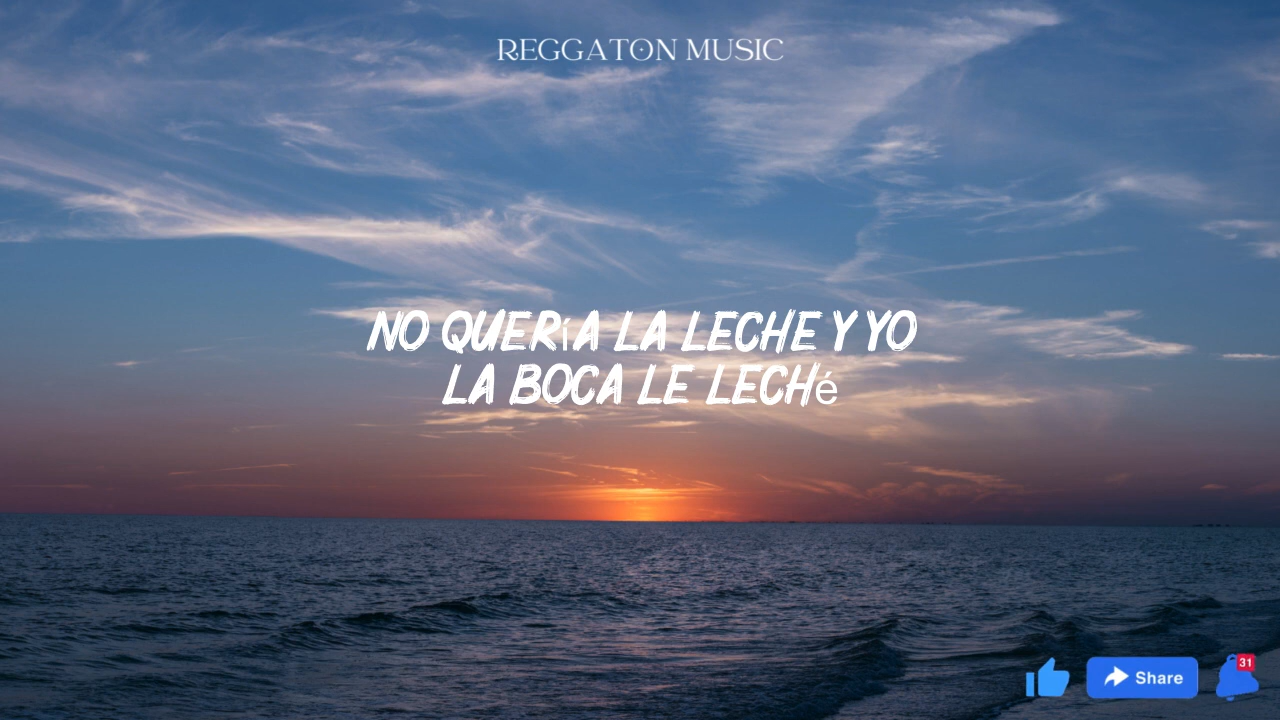 REGGATON MUSIC
NO QUERíA LA LECHE Y YO
LA BOCA LE LECHé
Share
31